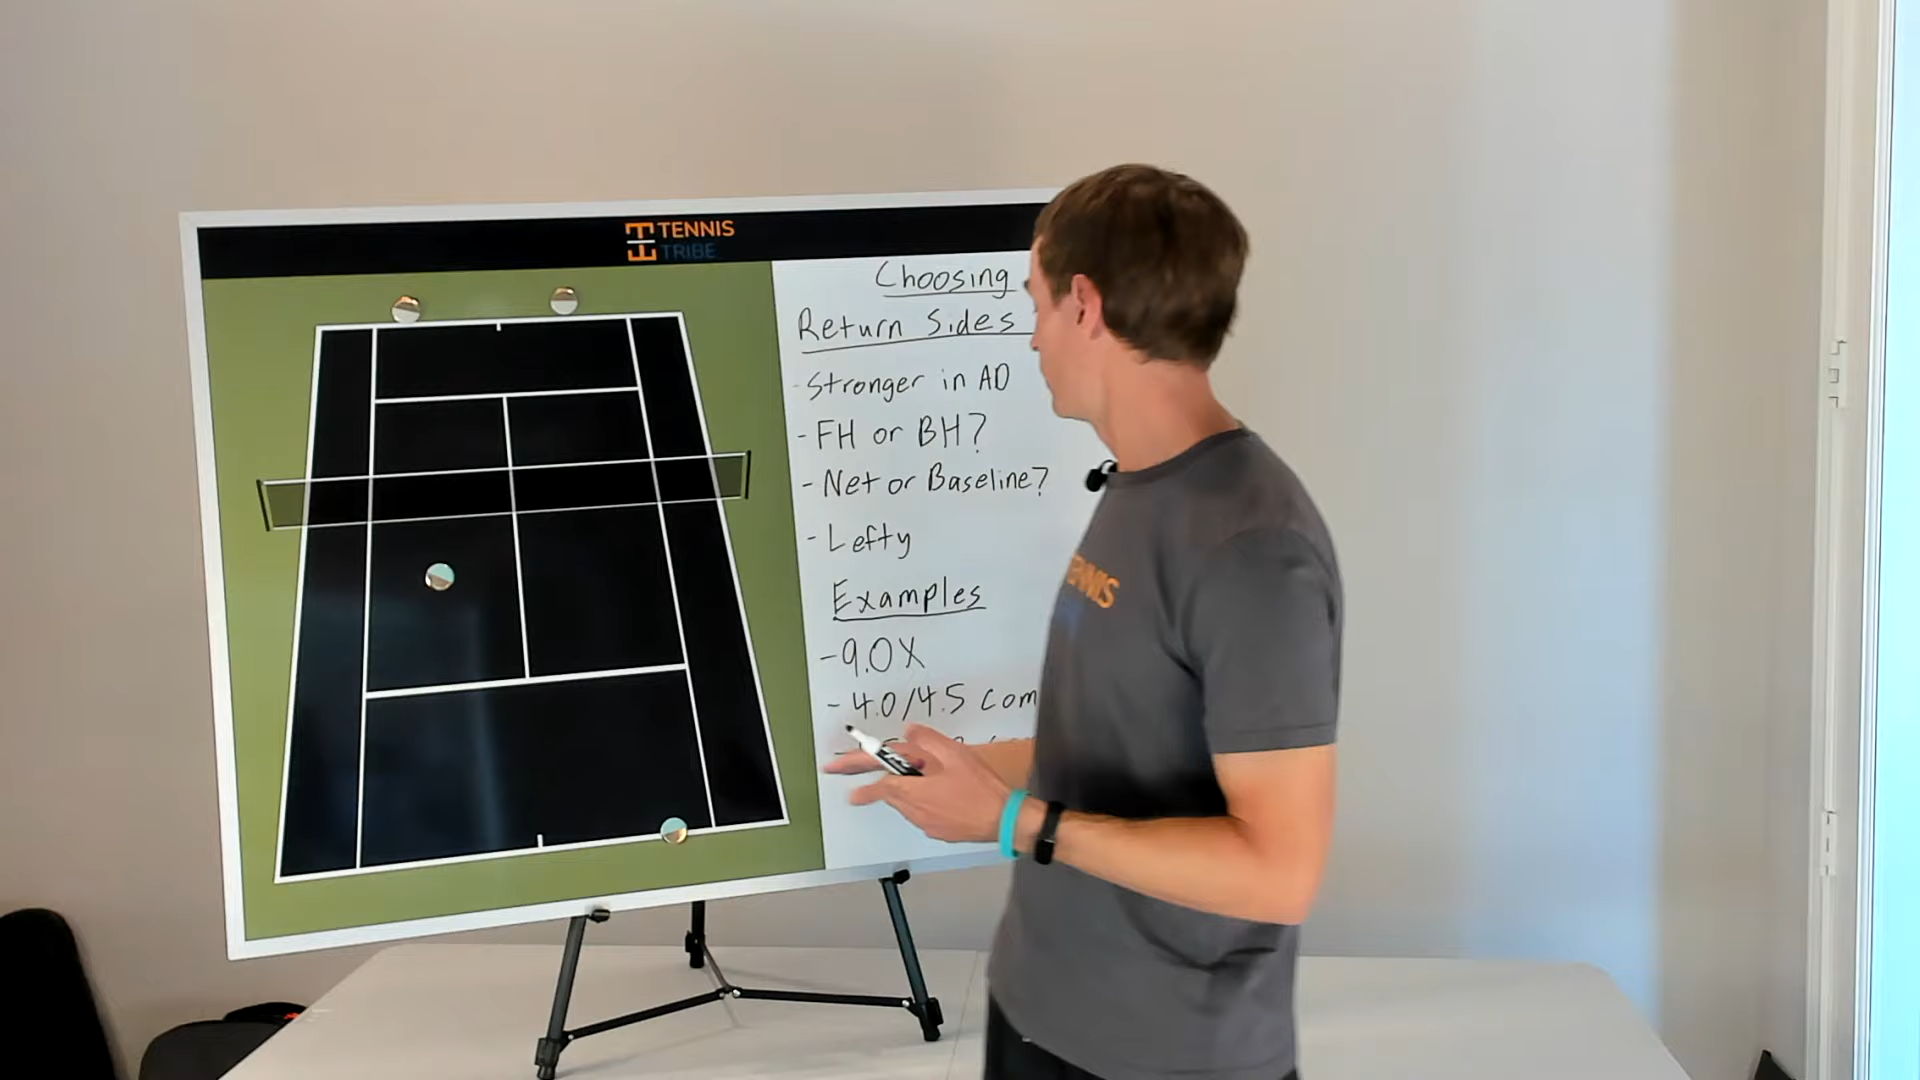 TENNIS
TRIBE
Choosing
Return Sides
- Stronger in AD
- FH or BH?
- Net or Baseline?
- Lefty
Examples
- 9.0X
- 4.0/4.5 com